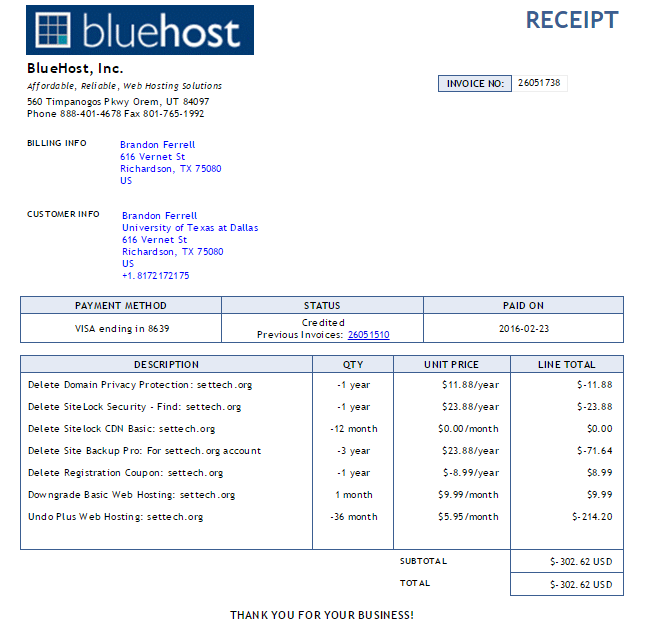 bluehost
RECEIPT
BlueHost, Inc.
Affordable, Reliable, Web Hosting Solutions
560 Timpanogos Pkwy Orem, UT 84097
Phone 888-401-4678 Fax 801-765-1992
INVOICE NO: 26051738
BILLING INFO Brandon Ferrell
616 Vernet St
Richardson, TX 75080
US
CUSTOMER INFO Brandon Ferrell
University of Texas at Dallas
616 Vernet St
Richardson, TX 75080
US
+1.8172172175
PAYMENT METHOD STATUS PAID ON
VISA ending in 8639 Credited 2016-02-23
Previous Invoices: 26051510
DESCRIPTION QTY UNIT PRICE LINE TOTAL
Delete Domain Privacy Protection: settech.org -1 year $11.88/year $-11.88
Delete SiteLock Security - Find: settech.org -1 year $23.88/year $-23.88
Delete Sitelock CDN Basic: settech.org -12 month $0.00/month $0.00
Delete Site Backup Pro: For settech.org account -3 year $23.88/year $-71.64
Delete Registration Coupon: settech.org -1 year $-8.99/year $8.99
Downgrade Basic Web Hosting: settech.org 1 month $9.99/month $9.99
Undo Plus Web Hosting: settech.org -36 month $5.95/month $-214.20
SUBTOTAL $-302.62 USD
TOTAL $-302.62 USD
THANK YOU FOR YOUR BUSINESS!